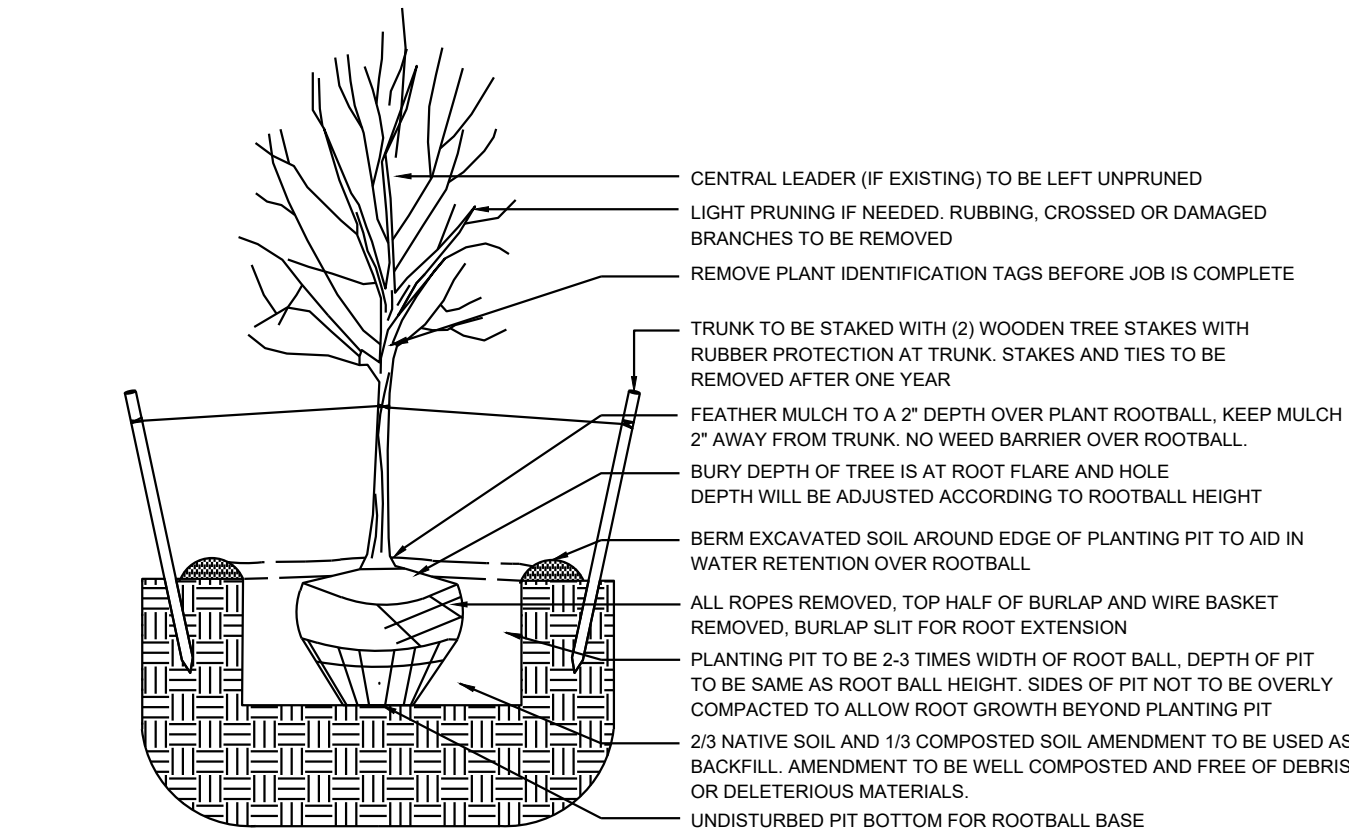 CENTRAL LEADER (IF EXISTING) TO BE LEFT UNPRUNED
LIGHT PRUNING IF NEEDED. RUBBING, CROSSED OR DAMAGED
BRANCHES TO BE REMOVED
REMOVE PLANT IDENTIFICATION TAGS BEFORE JOB IS COMPLETE
TRUNK TO BE STAKED WITH (2) WOODEN TREE STAKES WITH
RUBBER PROTECTION AT TRUNK. STAKES AND TIES TO BE
REMOVED AFTER ONE YEAR
FEATHER MULCH TO A 2" DEPTH OVER PLANT ROOTBALL, KEEP MULCH
2" AWAY FROM TRUNK. NO WEED BARRIER OVER ROOTBALL.
BURY DEPTH OF TREE IS AT ROOT FLARE AND HOLE
DEPTH WILL BE ADJUSTED ACCORDING TO ROOTBALL HEIGHT
BERM EXCAVATED SOIL AROUND EDGE OF PLANTING PIT TO AID IN
WATER RETENTION OVER ROOTBALL
ALL ROPES REMOVED, TOP HALF OF BURLAP AND WIRE BASKET
REMOVED, BURLAP SLIT FOR ROOT EXTENSION
PLANTING PIT TO BE 2-3 TIMES WIDTH OF ROOT BALL, DEPTH OF PIT
TO BE SAME AS ROOT BALL HEIGHT. SIDES OF PIT NOT TO BE OVERLY
COMPACTED TO ALLOW ROOT GROWTH BEYOND PLANTING PIT
2/3 NATIVE SOIL AND 1/3 COMPOSTED SOIL AMENDMENT TO BE USED AS
BACKFILL. AMENDMENT TO BE WELL COMPOSTED AND FREE OF DEBRIS
OR DELETERIOUS MATERIALS.
UNDISTURBED PIT BOTTOM FOR ROOTBALL BASE